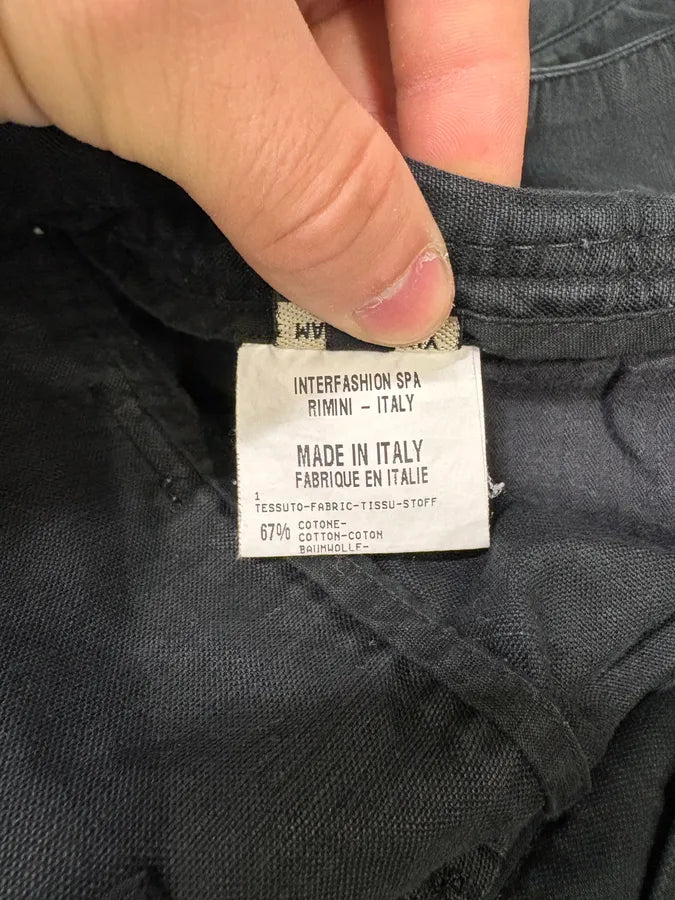 INTERFASHION SPA
RIMINI - ITALY
MADE IN ITALY
FABRIQUE EN ITALIE
1
TESSUTO-FABRIC-TISSU-STOFF
67% COTONE-
COTTON-COTON
BAUMWOLLE-